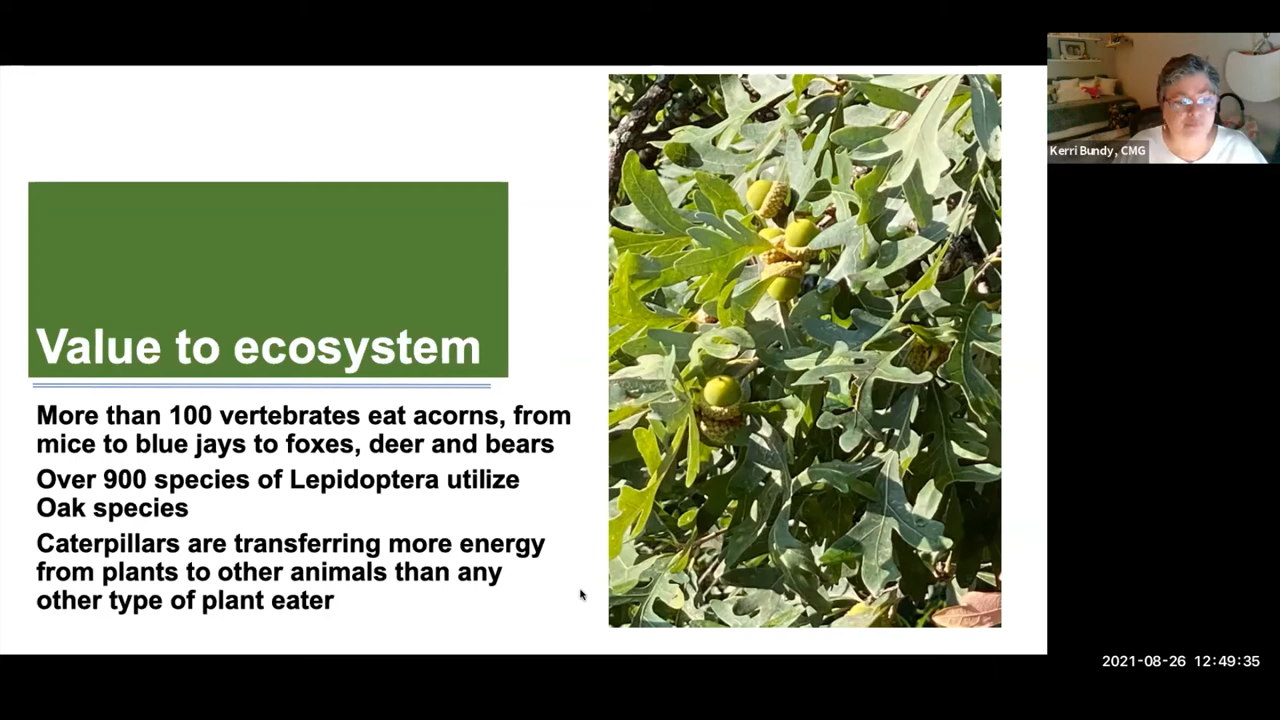 Value to ecosystem
More than 100 vertebrates eat acorns, from
mice to blue jays to foxes, deer and bears
Over 900 species of Lepidoptera utilize
Oak species
Caterpillars are transferring more energy
from plants to other animals than any
other type of plant eater
Kerri Bundy, CMG
2021-08-26 12:49:35